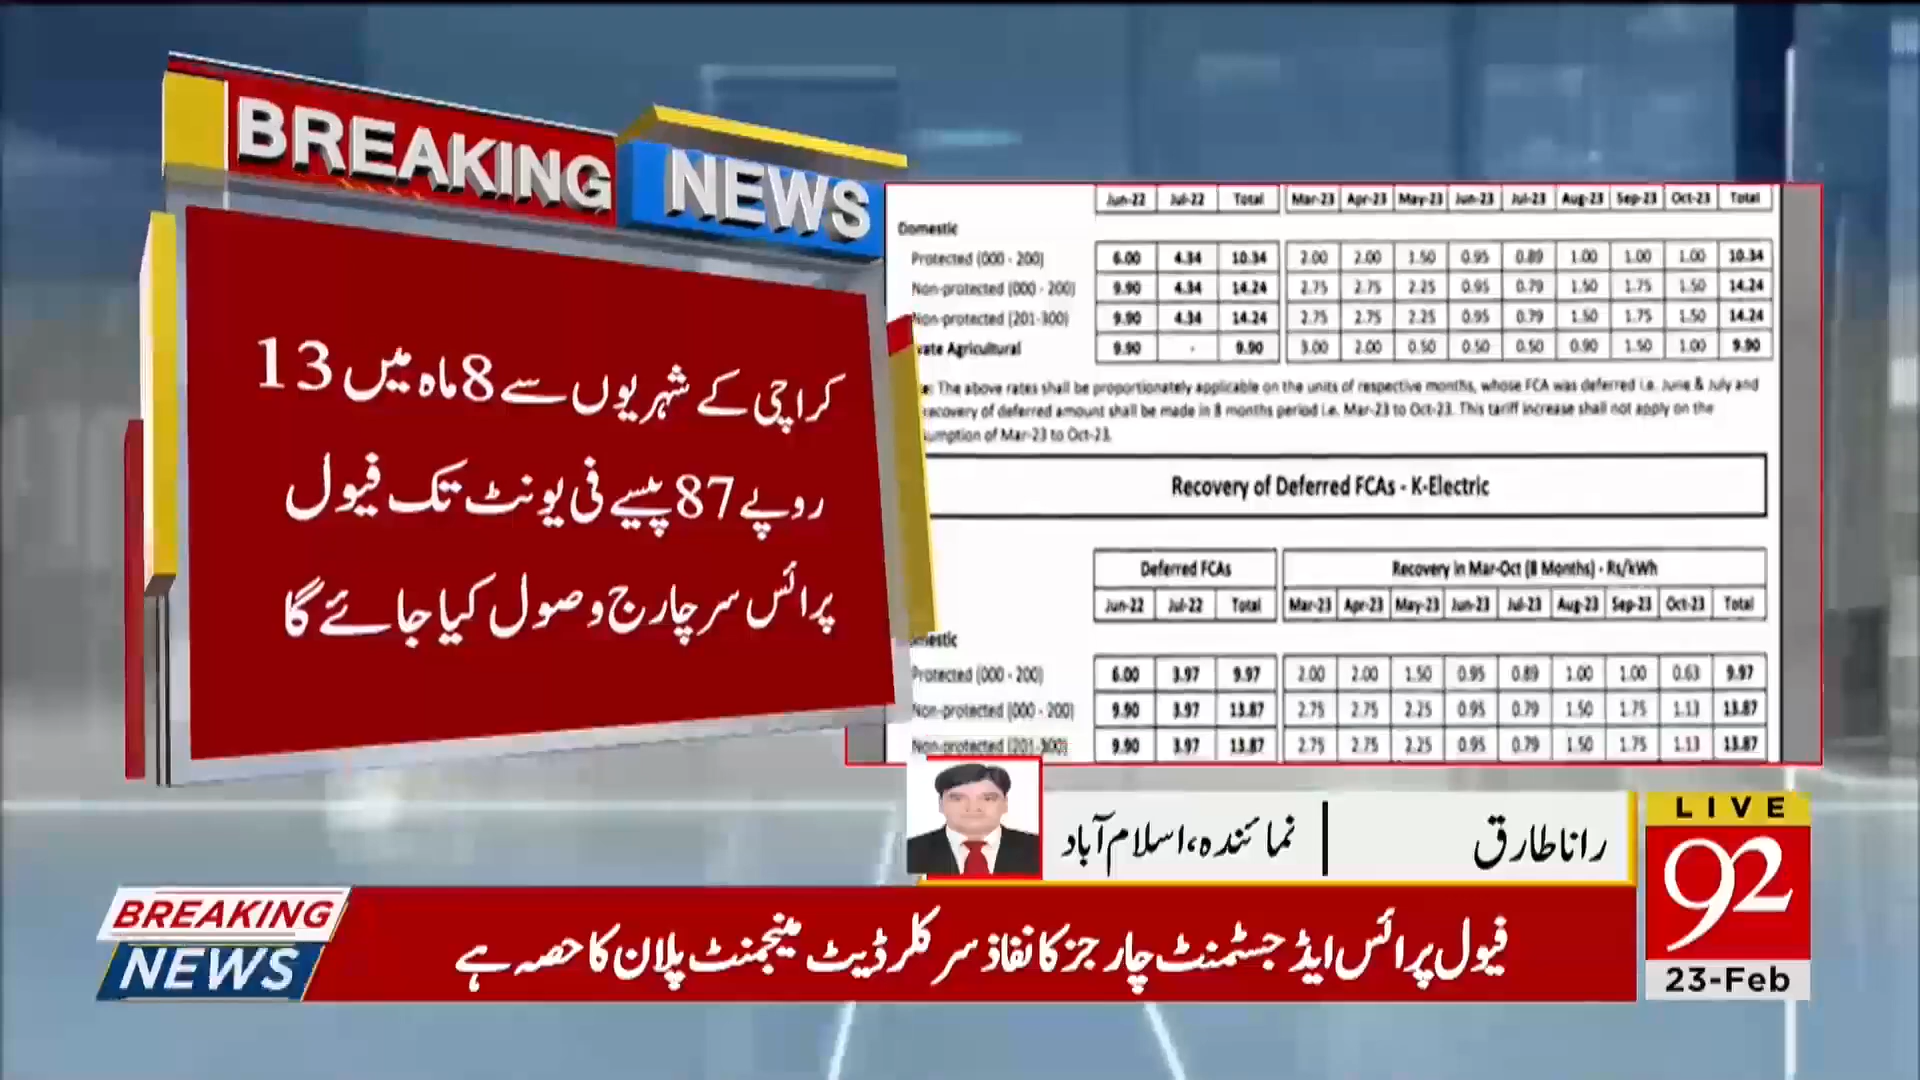 BREAKING NEWS
کراچی کے شہریوں سے 8 ماہ میں 13
روپے 87 پیسے فی یونٹ تک فیول
پرائس سرچارج وصول کیا جائے گا
Jun-22 Jul-22 Total Mar-23 Apr-23 May-23 Jun-23 Jul-23 Aug-23 Sep-23 Oct-23 Total
Domestic
Protected (000 - 200) 6.00 4.34 10.34 2.00 2.00 1.50 0.95 0.89 1.00 1.00 1.00 10.34
Non-protected (000 - 200) 9.90 4.34 14.24 2.75 2.75 2.25 0.95 0.79 1.50 1.75 1.50 14.24
Non-protected (201-300) 9.90 4.34 14.24 2.75 2.75 2.25 0.95 0.79 1.50 1.75 1.50 14.24
vate Agricultural 9.90 - 9.90 3.00 2.00 0.50 0.50 0.50 0.90 1.50 1.00 9.90
e: The above rates shall be proportionately applicable on the units of respective months, whose FCA was deferred i.e. June & July and
ecovery of deferred amount shall be made in 8 months period i.e. Mar-23 to Oct-23. This tariff increase shall not apply on the
umption of Mar-23 to Oct-23.
Recovery of Deferred FCAs - K-Electric
Deferred FCAs Recovery in Mar-Oct (8 Months) - Rs/kWh
Jun-22 Jul-22 Total Mar-23 Apr-23 May-23 Jun-23 Jul-23 Aug-23 Sep-23 Oct-23 Total
mestic
Protected (000 - 200) 6.00 3.97 9.97 2.00 2.00 1.50 0.95 0.89 1.00 1.00 0.63 9.97
Non-protected (000 - 200) 9.90 3.97 13.87 2.75 2.75 2.25 0.95 0.79 1.50 1.75 1.13 13.87
Non-protected (201-300) 9.90 3.97 13.87 2.75 2.75 2.25 0.95 0.79 1.50 1.75 1.13 13.87
رانا طارق | نمائندہ، اسلام آباد
LIVE
92
23-Feb
BREAKING NEWS
فیول پرائس ایڈجسٹمنٹ چارجز کا نفاذ سرکلر ڈیٹ مینجمنٹ پلان کا حصہ ہے